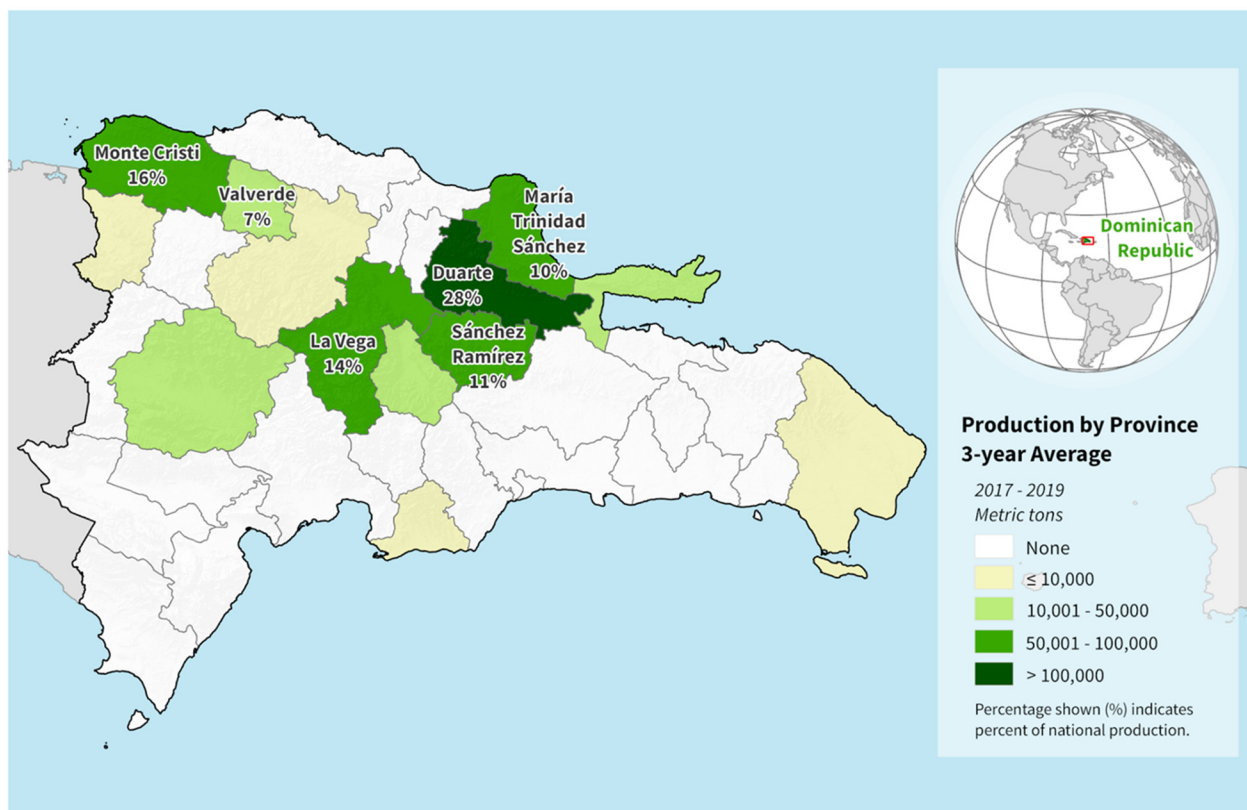 Monte Cristi
16%
Valverde
7%
María
Trinidad
Sánchez
10%
Duarte
28%
La Vega
14%
Sánchez
Ramírez
11%
Dominican
Republic
Production by Province
3-year Average
2017 - 2019
Metric tons
None
≤ 10,000
10,001 - 50,000
50,001 - 100,000
> 100,000
Percentage shown (%) indicates
percent of national production.